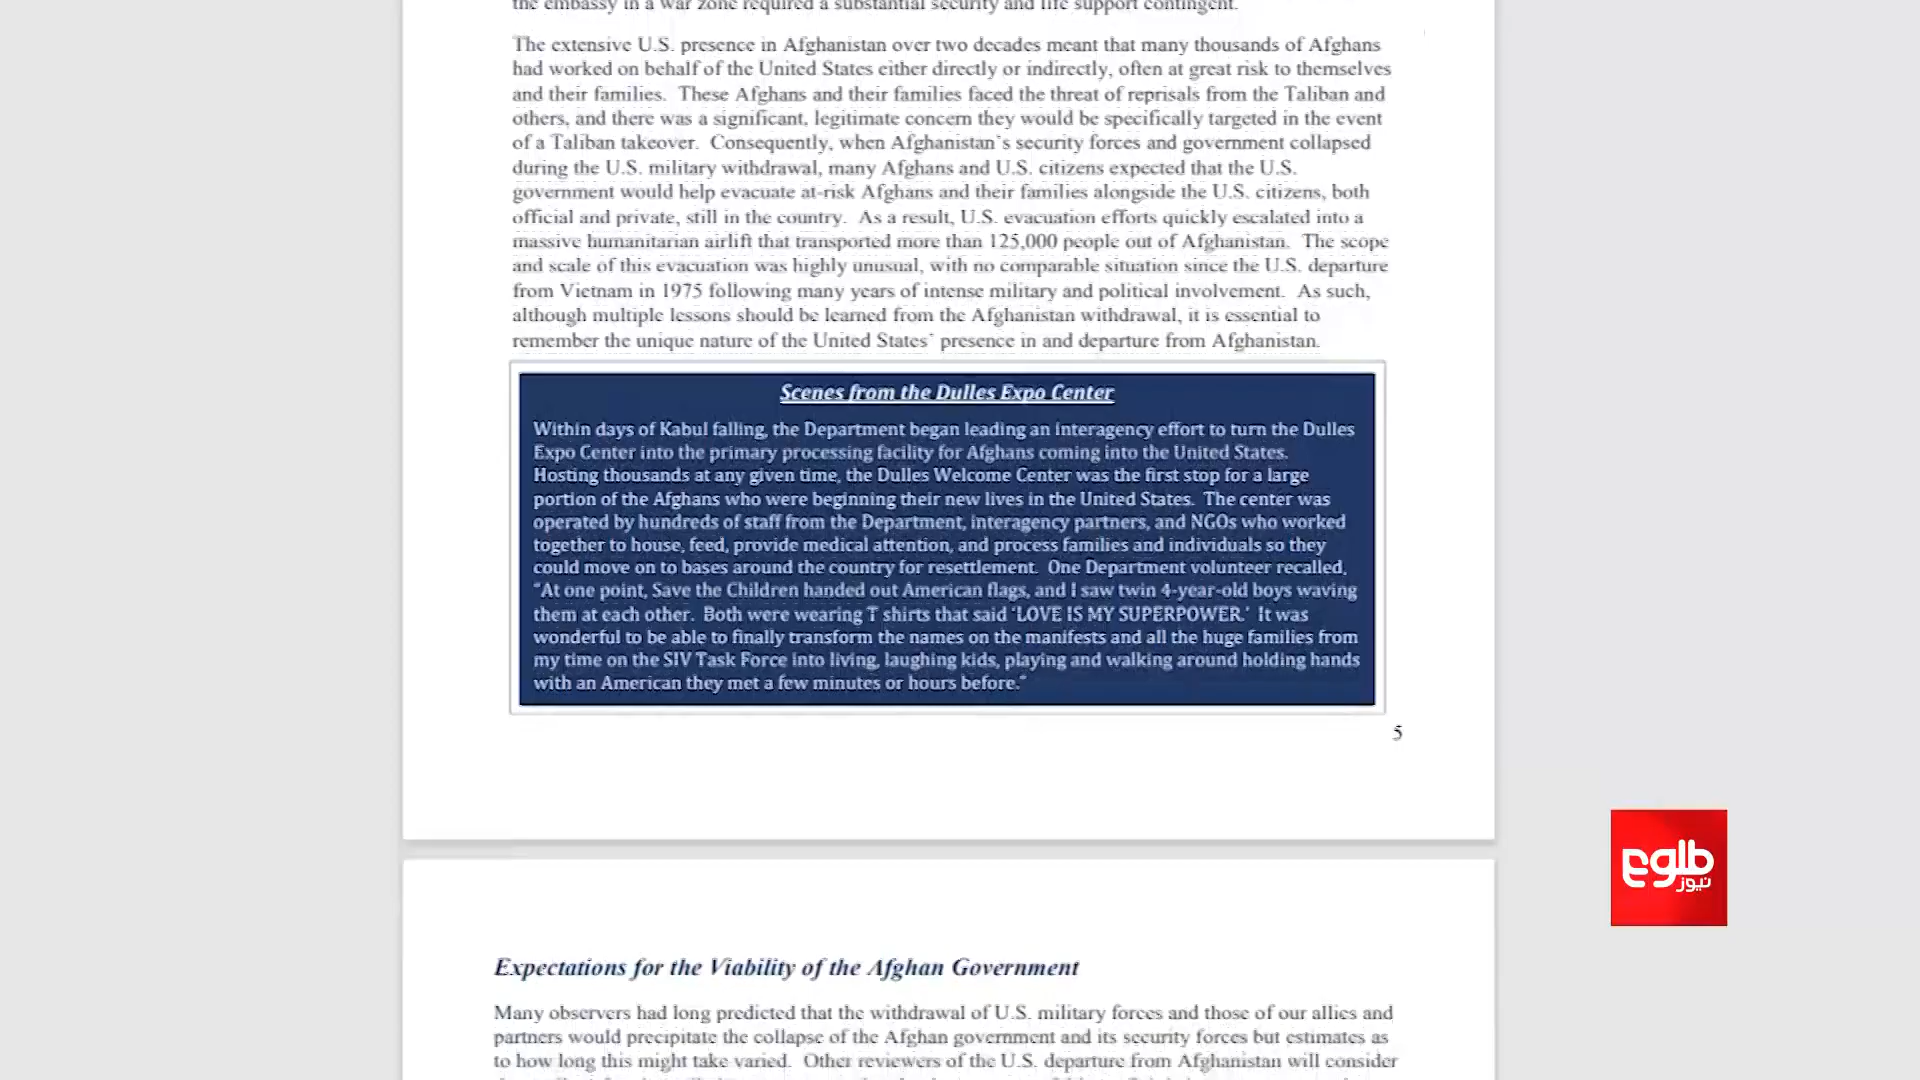 the embassy in a war zone required a substantial security and life support contingent.
The extensive U.S. presence in Afghanistan over two decades meant that many thousands of Afghans
had worked on behalf of the United States either directly or indirectly, often at great risk to themselves
and their families.  These Afghans and their families faced the threat of reprisals from the Taliban and
others, and there was a significant, legitimate concern they would be specifically targeted in the event
of a Taliban takeover.  Consequently, when Afghanistan's security forces and government collapsed
during the U.S. military withdrawal, many Afghans and U.S. citizens expected that the U.S.
government would help evacuate at-risk Afghans and their families alongside the U.S. citizens, both
official and private, still in the country.  As a result, U.S. evacuation efforts quickly escalated into a
massive humanitarian airlift that transported more than 125,000 people out of Afghanistan.  The scope
and scale of this evacuation was highly unusual, with no comparable situation since the U.S. departure
from Vietnam in 1975 following many years of intense military and political involvement.  As such,
although multiple lessons should be learned from the Afghanistan withdrawal, it is essential to
remember the unique nature of the United States' presence in and departure from Afghanistan.
Scenes from the Dulles Expo Center
Within days of Kabul falling, the Department began leading an interagency effort to turn the Dulles
Expo Center into the primary processing facility for Afghans coming into the United States.
Hosting thousands at any given time, the Dulles Welcome Center was the first stop for a large
portion of the Afghans who were beginning their new lives in the United States.  The center was
operated by hundreds of staff from the Department, interagency partners, and NGOs who worked
together to house, feed, provide medical attention, and process families and individuals so they
could move on to bases around the country for resettlement.  One Department volunteer recalled,
"At one point, Save the Children handed out American flags, and I saw twin 4-year-old boys waving
them at each other.  Both were wearing T shirts that said 'LOVE IS MY SUPERPOWER.'  It was
wonderful to be able to finally transform the names on the manifests and all the huge families from
my time on the SIV Task Force into living, laughing kids, playing and walking around holding hands
with an American they met a few minutes or hours before."
5
طلوع
نیوز
Expectations for the Viability of the Afghan Government
Many observers had long predicted that the withdrawal of U.S. military forces and those of our allies and
partners would precipitate the collapse of the Afghan government and its security forces but estimates as
to how long this might take varied.  Other reviewers of the U.S. departure from Afghanistan will consider